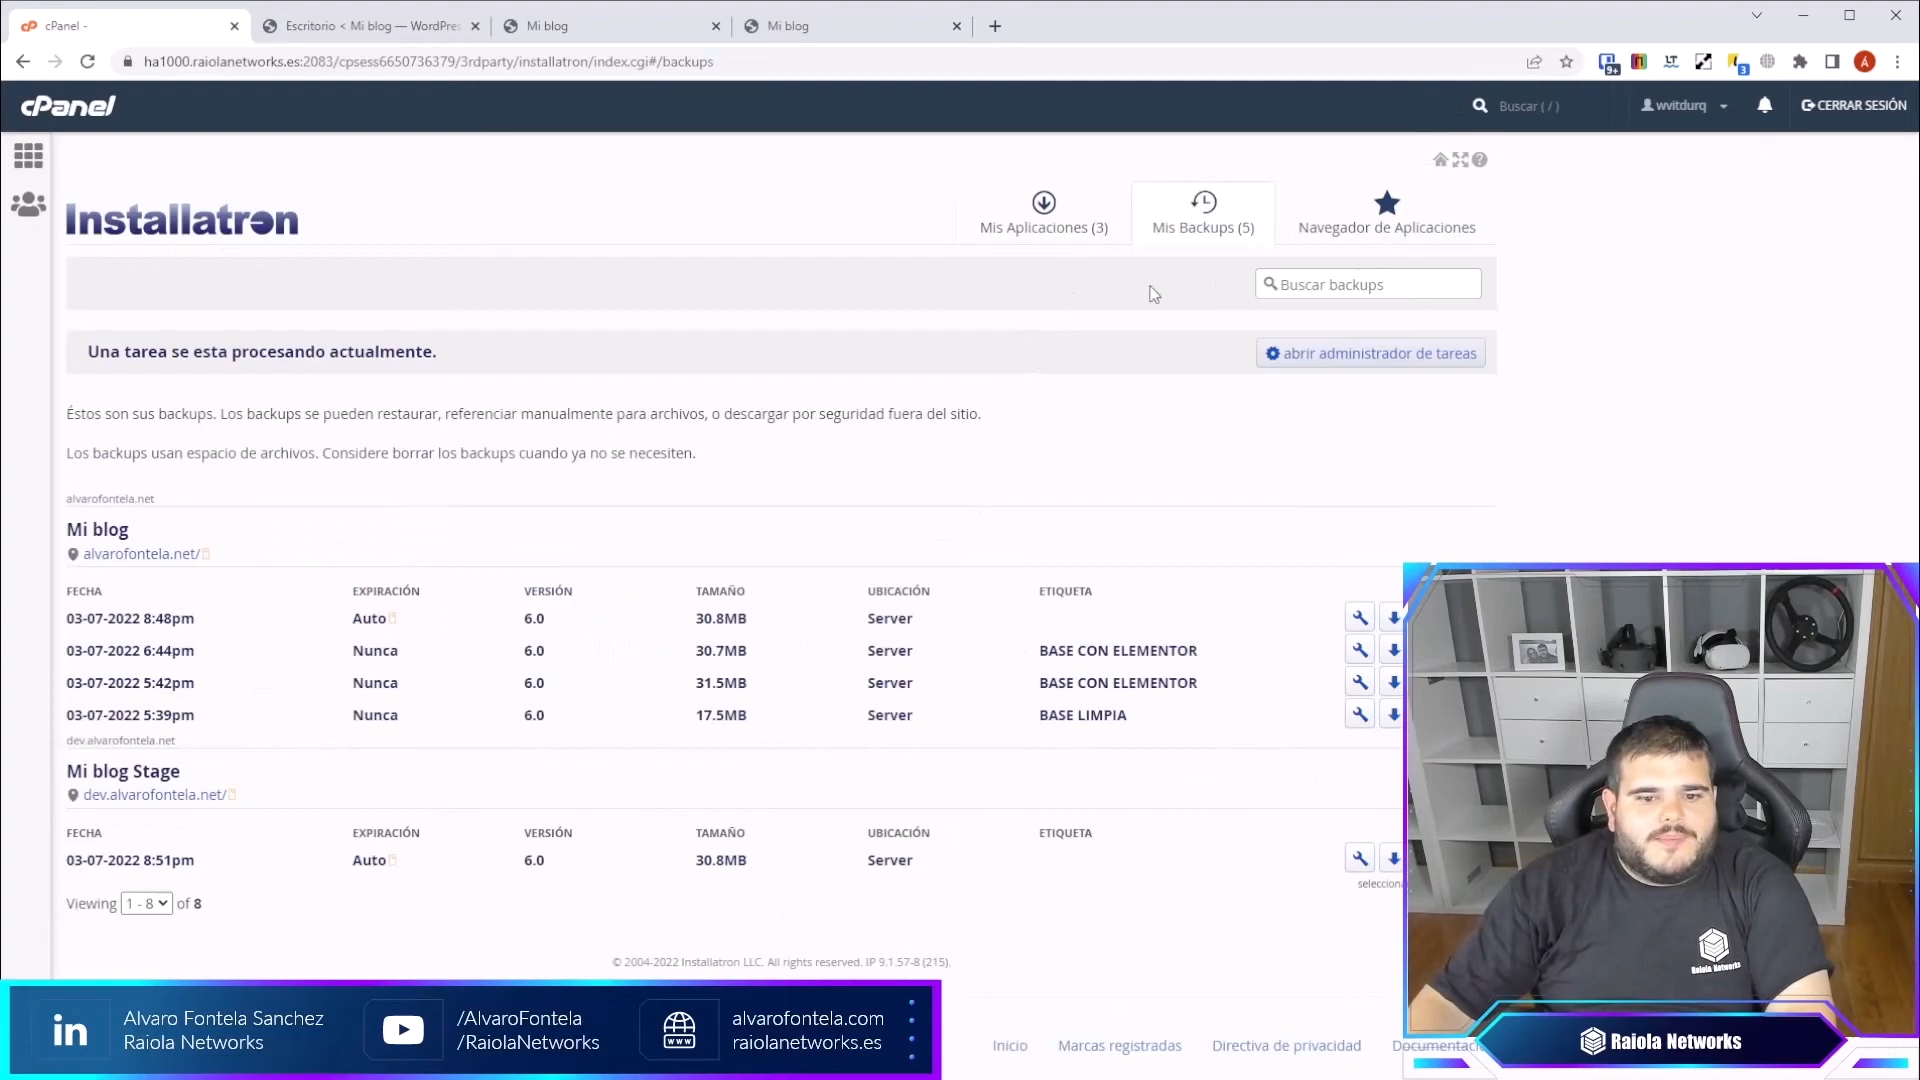 cPanel -
Escritorio < Mi blog — WordPres
Mi blog
Mi blog
ha1000.raiolanetworks.es:2083/cpsess6650736379/3rdparty/installatron/index.cgi#/backups
9+
LT
3
A
cPanel
Buscar ( / )
wvitdurq
CERRAR SESIÓN
Installatron
Mis Aplicaciones (3)
Mis Backups (5)
Navegador de Aplicaciones
Buscar backups
Una tarea se esta procesando actualmente.
abrir administrador de tareas
Éstos son sus backups. Los backups se pueden restaurar, referenciar manualmente para archivos, o descargar por seguridad fuera del sitio.
Los backups usan espacio de archivos. Considere borrar los backups cuando ya no se necesiten.
alvarofontela.net
Mi blog
alvarofontela.net/
FECHA EXPIRACIÓN VERSIÓN TAMAÑO UBICACIÓN ETIQUETA
03-07-2022 8:48pm Auto 6.0 30.8MB Server
03-07-2022 6:44pm Nunca 6.0 30.7MB Server BASE CON ELEMENTOR
03-07-2022 5:42pm Nunca 6.0 31.5MB Server BASE CON ELEMENTOR
03-07-2022 5:39pm Nunca 6.0 17.5MB Server BASE LIMPIA
dev.alvarofontela.net
Mi blog Stage
dev.alvarofontela.net/
FECHA EXPIRACIÓN VERSIÓN TAMAÑO UBICACIÓN ETIQUETA
03-07-2022 8:51pm Auto 6.0 30.8MB Server
selecciona
Viewing 1 - 8 of 8
© 2004-2022 Installatron LLC. All rights reserved. IP 9.1.57-8 (215).
in
Alvaro Fontela Sanchez
Raiola Networks
/AlvaroFontela
/RaiolaNetworks
www
alvarofontela.com
raiolanetworks.es
Inicio
Marcas registradas
Directiva de privacidad
Documentaci
Raiola Networks
Raiola Networks